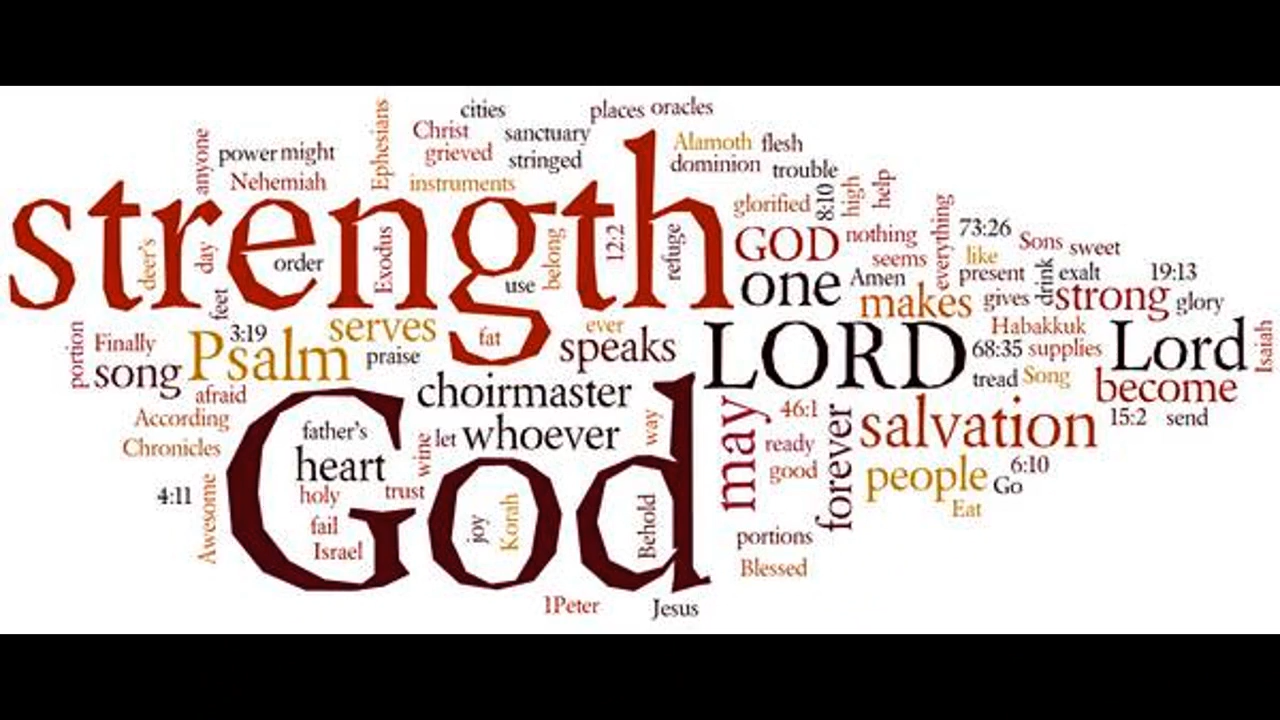 cities
places oracles
Christ
sanctuary
Ephesians
anyone
power might
grieved
stringed
Alamoth flesh
dominion trouble
Nehemiah
instruments
strength
glorified
8:10
high
help
deer's
day
order
Exodus
use
belong
12:2
refuge
GOD
nothing
everything
73:26
Sons sweet
seems
like
one
Amen
present
drink
exalt
19:13
makes
gives
strong
glory
feet
3:19
serves
fat
ever
portion
Finally
Psalm
praise
speaks
LORD
Habakkuk
68:35 supplies
Lord
Isaiah
song
tread
Song
become
afraid
choirmaster
According
father's
wine
let
whoever
way
may
46:1
forever
salvation
15:2 send
Chronicles
heart
ready
good
people
6:10
Go
4:11
Awesome
holy
trust
God
fail
Israel
joy
Korah
Behold
Eat
portions
Blessed
1Peter
Jesus